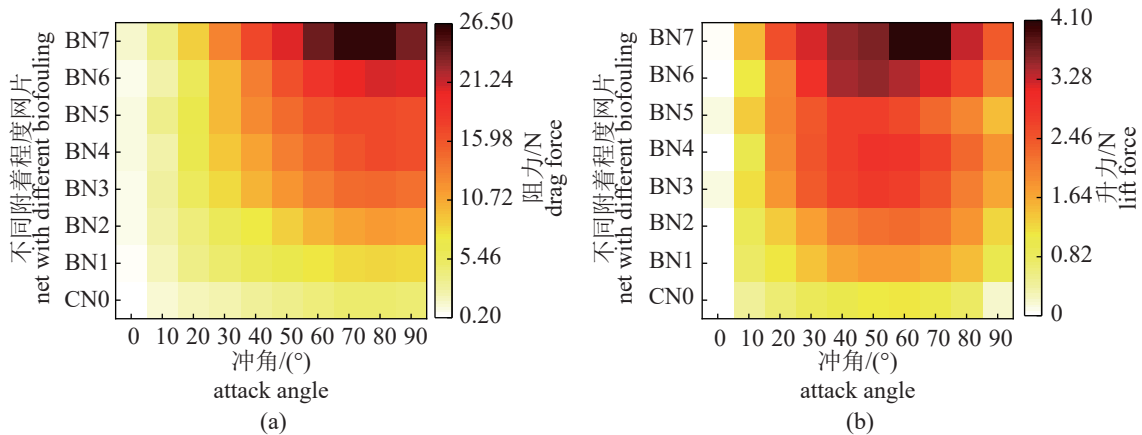 BN7
BN6
BN5
BN4
BN3
BN2
BN1
CN0
不同附着程度网片
net with different biofouling
0 10 20 30 40 50 60 70 80 90
冲角/(°)
attack angle
(a)
26.50
21.24
15.98
10.72
5.46
0.20
阻力/N
drag force
BN7
BN6
BN5
BN4
BN3
BN2
BN1
CN0
不同附着程度网片
net with different biofouling
0 10 20 30 40 50 60 70 80 90
冲角/(°)
attack angle
(b)
4.10
3.28
2.46
1.64
0.82
0
升力/N
lift force